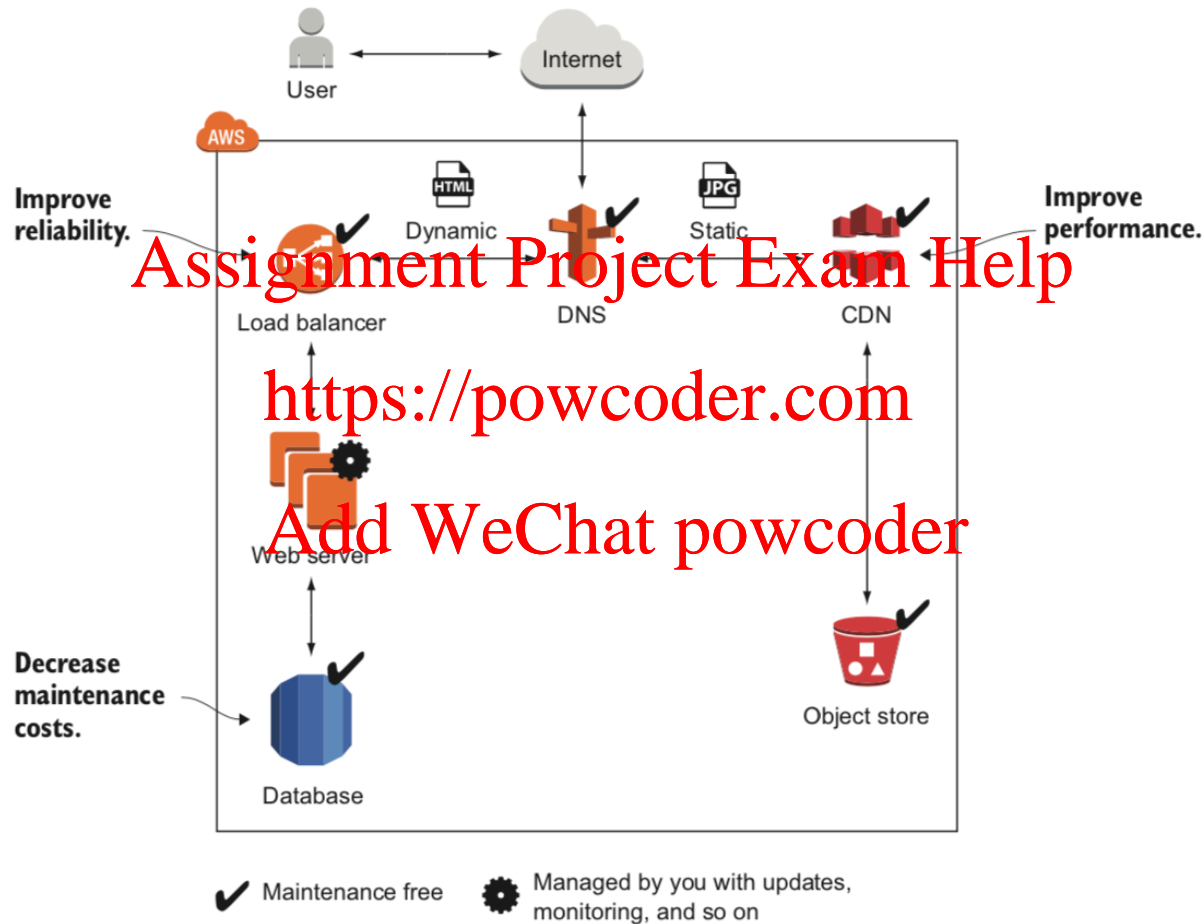 User
Internet
AWS
HTML
JPG
Improve
reliability.
Dynamic
Static
Improve
performance.
Assignment Project Exam Help
Load balancer
DNS
CDN
https://powcoder.com
Add WeChat powcoder
Web server
Decrease
maintenance
costs.
Object store
Database
Maintenance free
Managed by you with updates,
monitoring, and so on